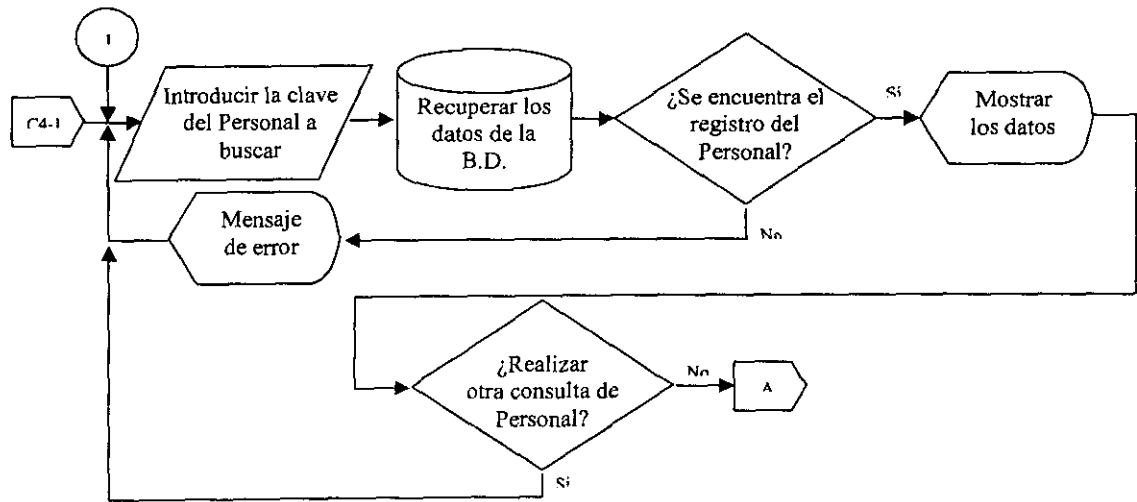 1
C4-1
Introducir la clave
del Personal a
buscar
Recuperar los
datos de la
B.D.
¿Se encuentra el
registro del
Personal?
Si
Mostrar
los datos
Mensaje
de error
No
¿Realizar
otra consulta de
Personal?
No
A
Si